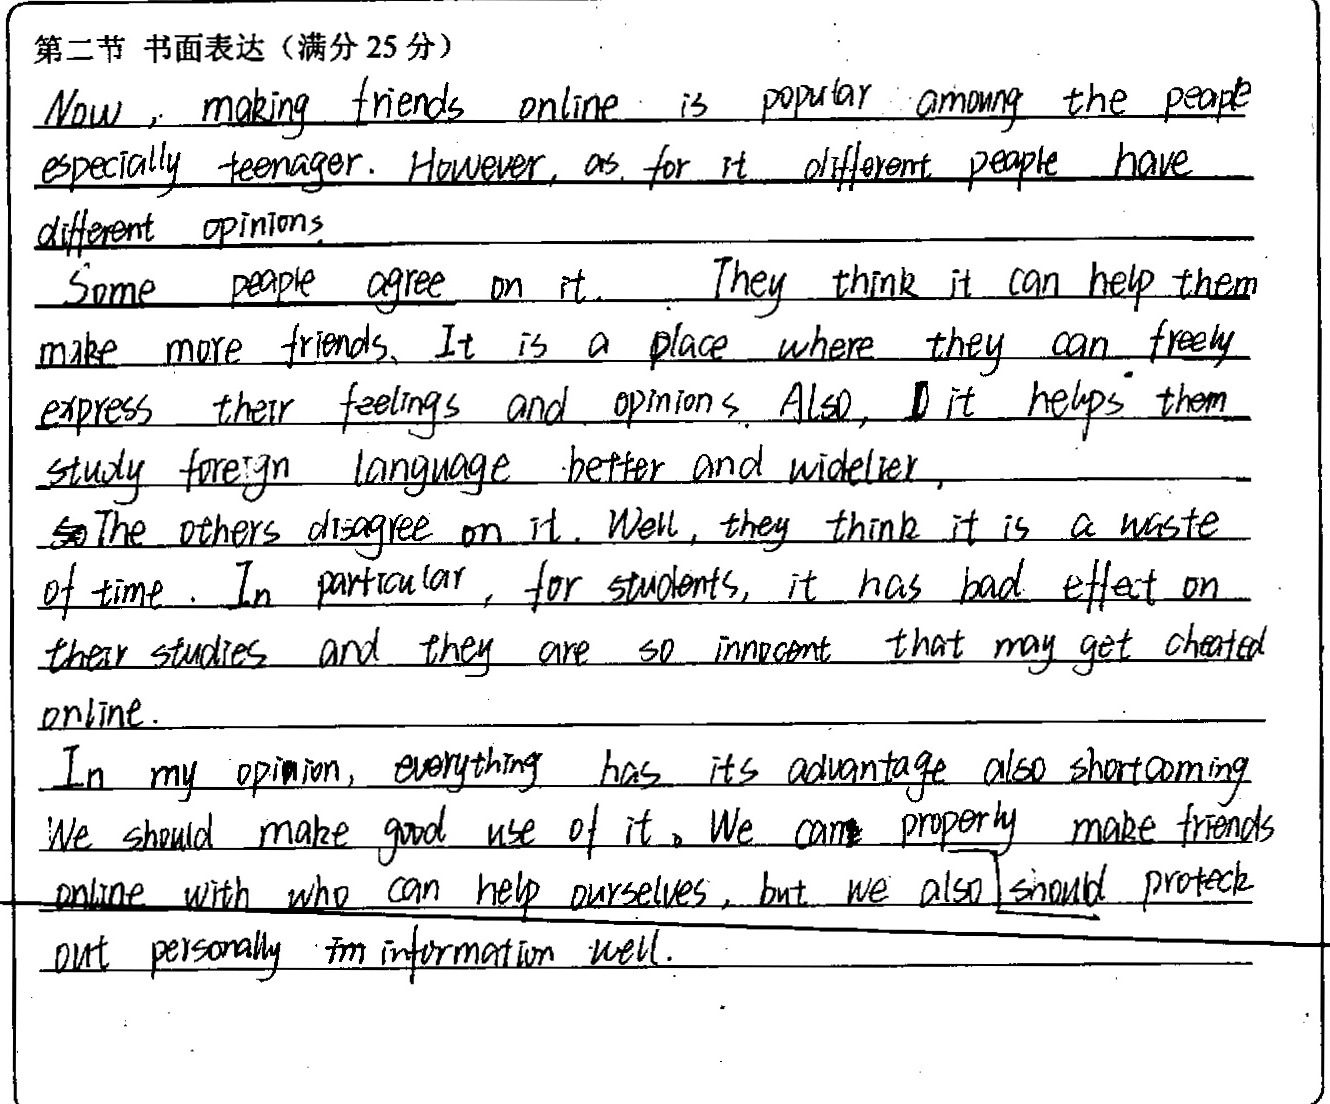 第二节 书面表达（满分 25 分）
Now, making friends online is popular amoung the peaple
especially teenager. However, as for it different peaple have
different opinions.
Some peaple agree on it. They think it can help them
make more friends. It is a place where they can freely
express their feelings and opinions. Also, it helps them
study foreign language better and widelier.
The others disagree on it. Well, they think it is a waste
of time. In particular, for students, it has bad effect on
their studies and they are so innocent that may get cheated
online.
In my opinion, everything has its advantage also shortcoming
We should make good use of it. We can properly make friends
online with who can help ourselves, but we also should proteck
out personally information well.